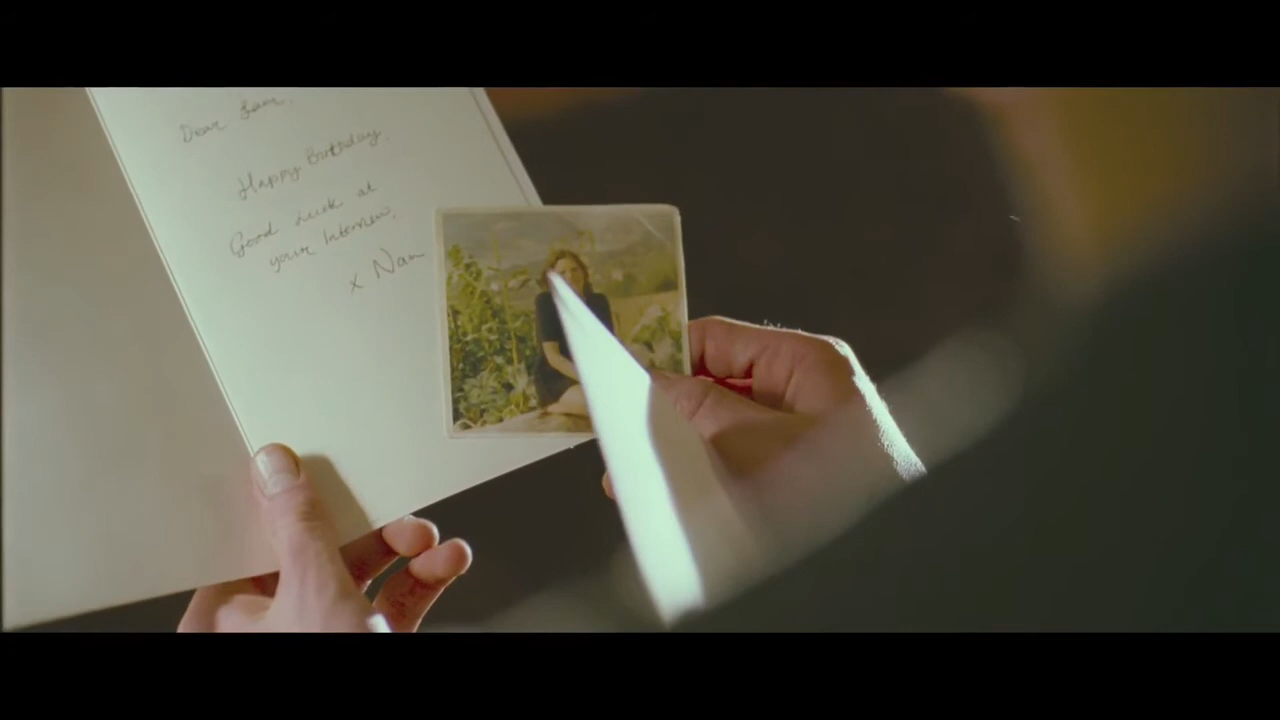 Dear Sam,
Happy Birthday.
Good Luck at
your Interview.
x Nan